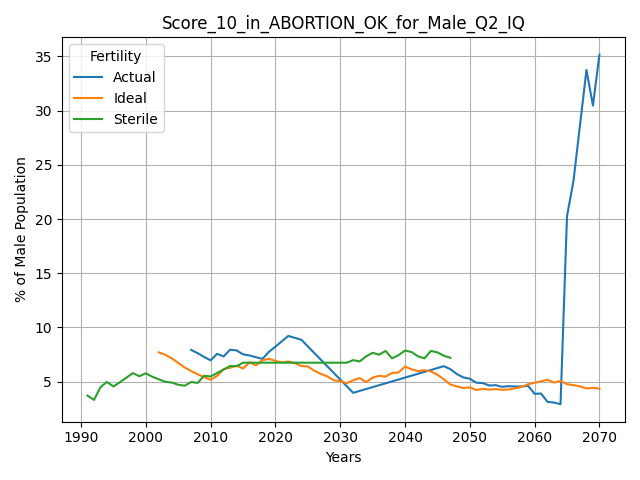 Score_10_in_ABORTION_OK_for_Male_Q2_IQ
Fertility
Actual
Ideal
Sterile
% of Male Population
35
30
25
20
15
10
5
1990 2000 2010 2020 2030 2040 2050 2060 2070
Years